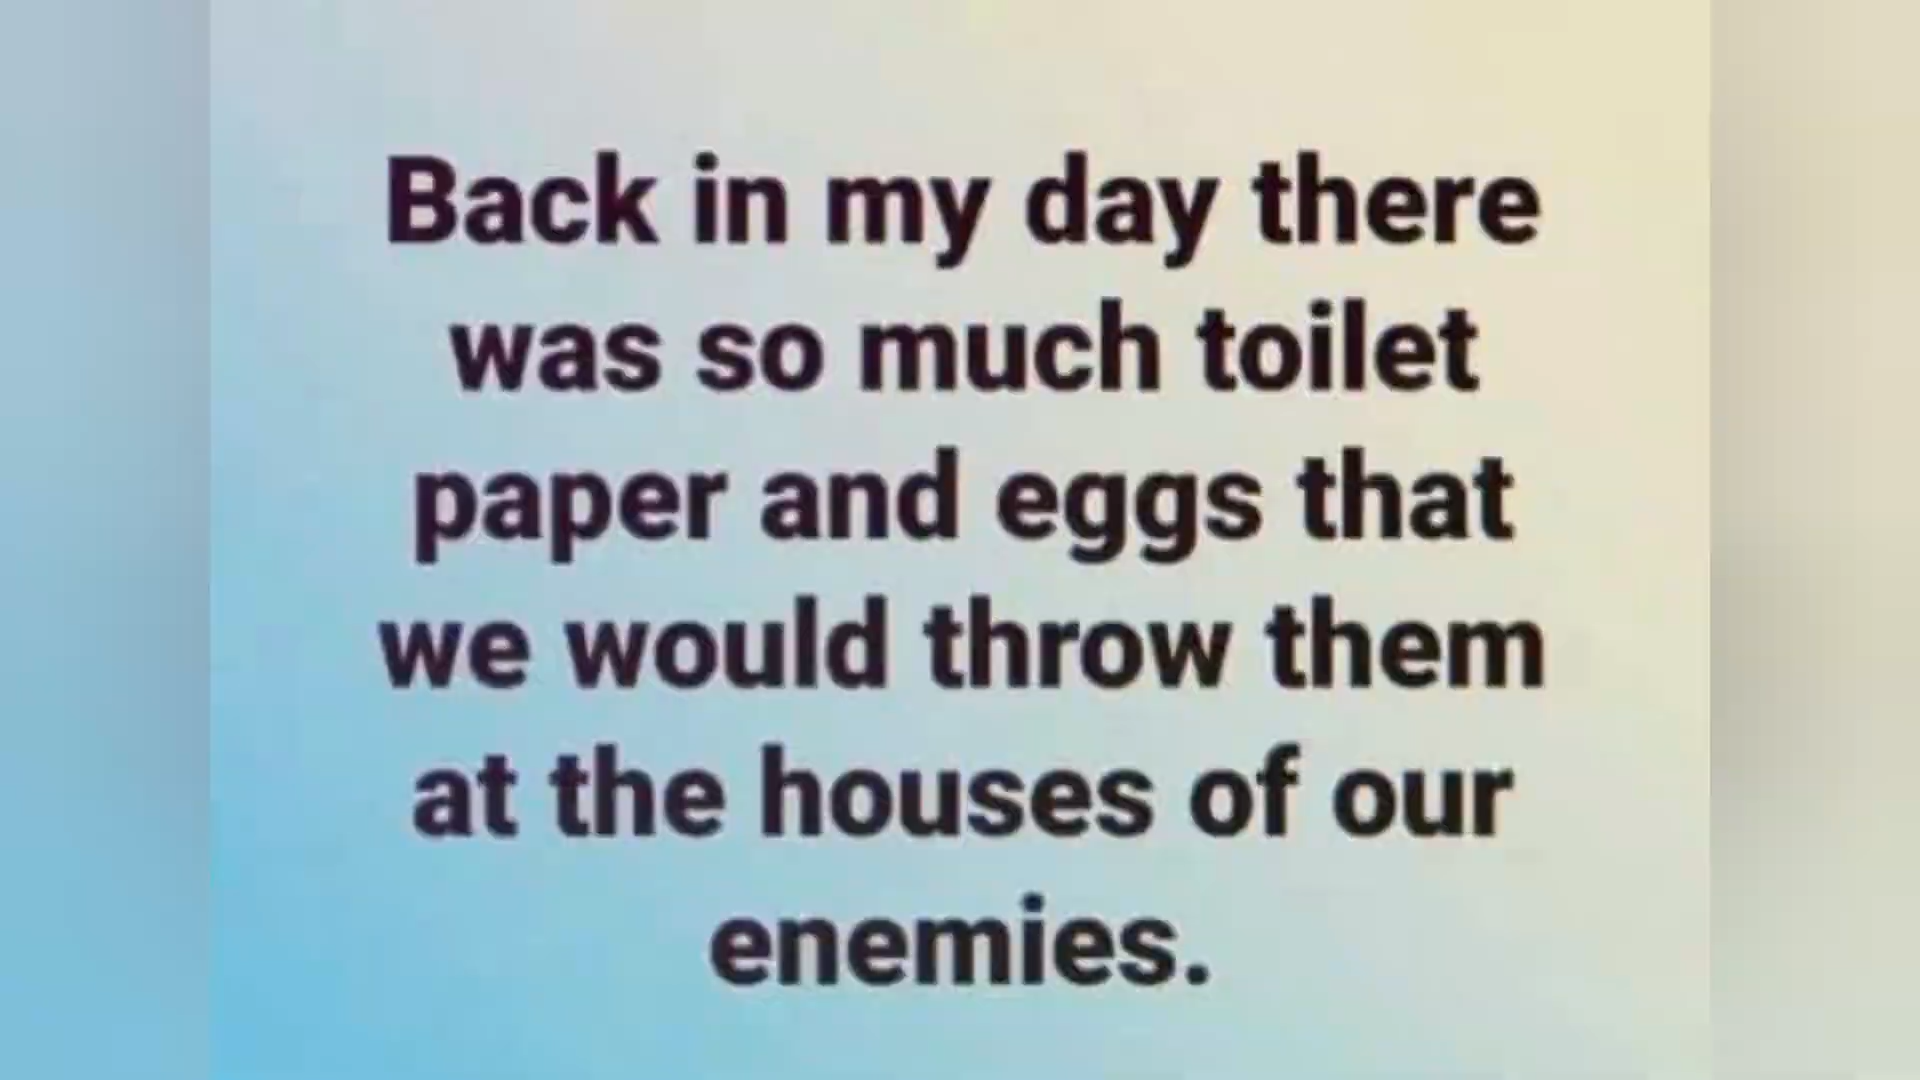 Back in my day there
was so much toilet
paper and eggs that
we would throw them
at the houses of our
enemies.